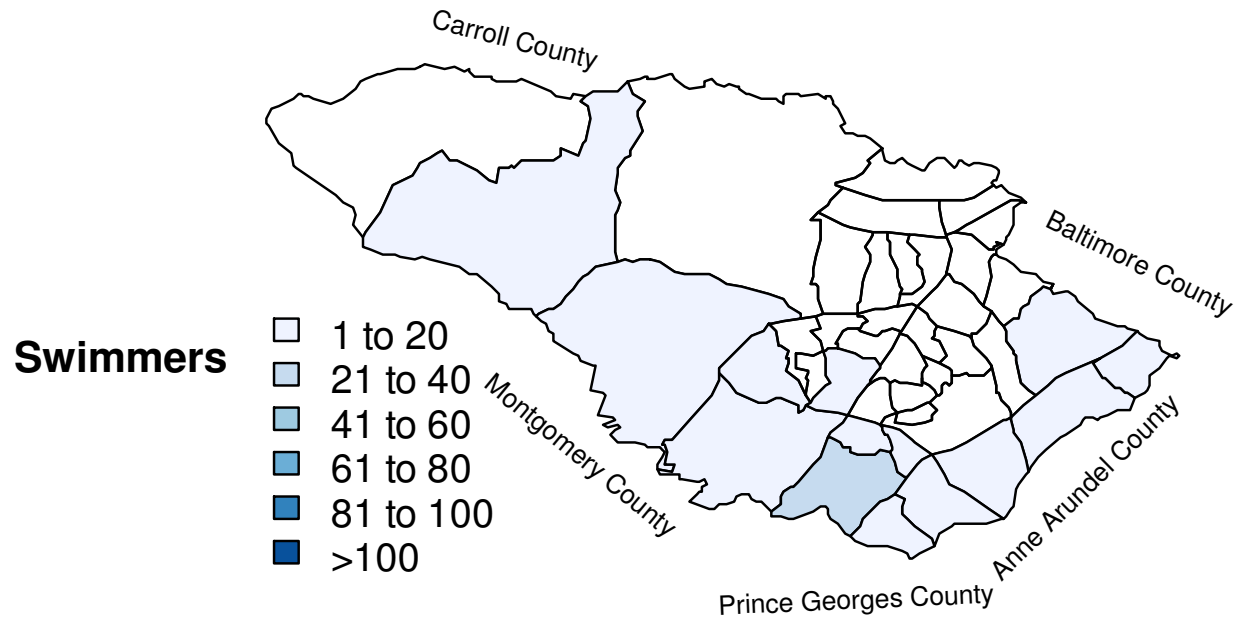 Carroll County
Baltimore County
Swimmers
1 to 20
21 to 40
41 to 60
61 to 80
81 to 100
>100
Montgomery County
Anne Arundel County
Prince Georges County